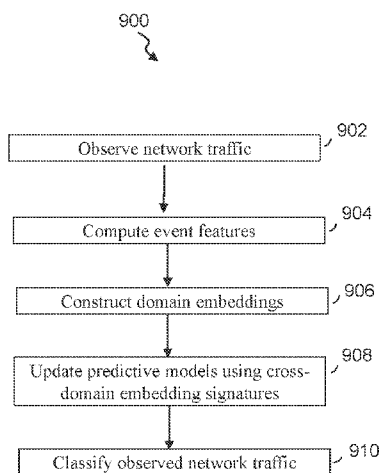 900
Observe network traffic
902
Compute event features
904
Construct domain embeddings
906
Update predictive models using cross-
domain embedding signatures
908
Classify observed network traffic
910